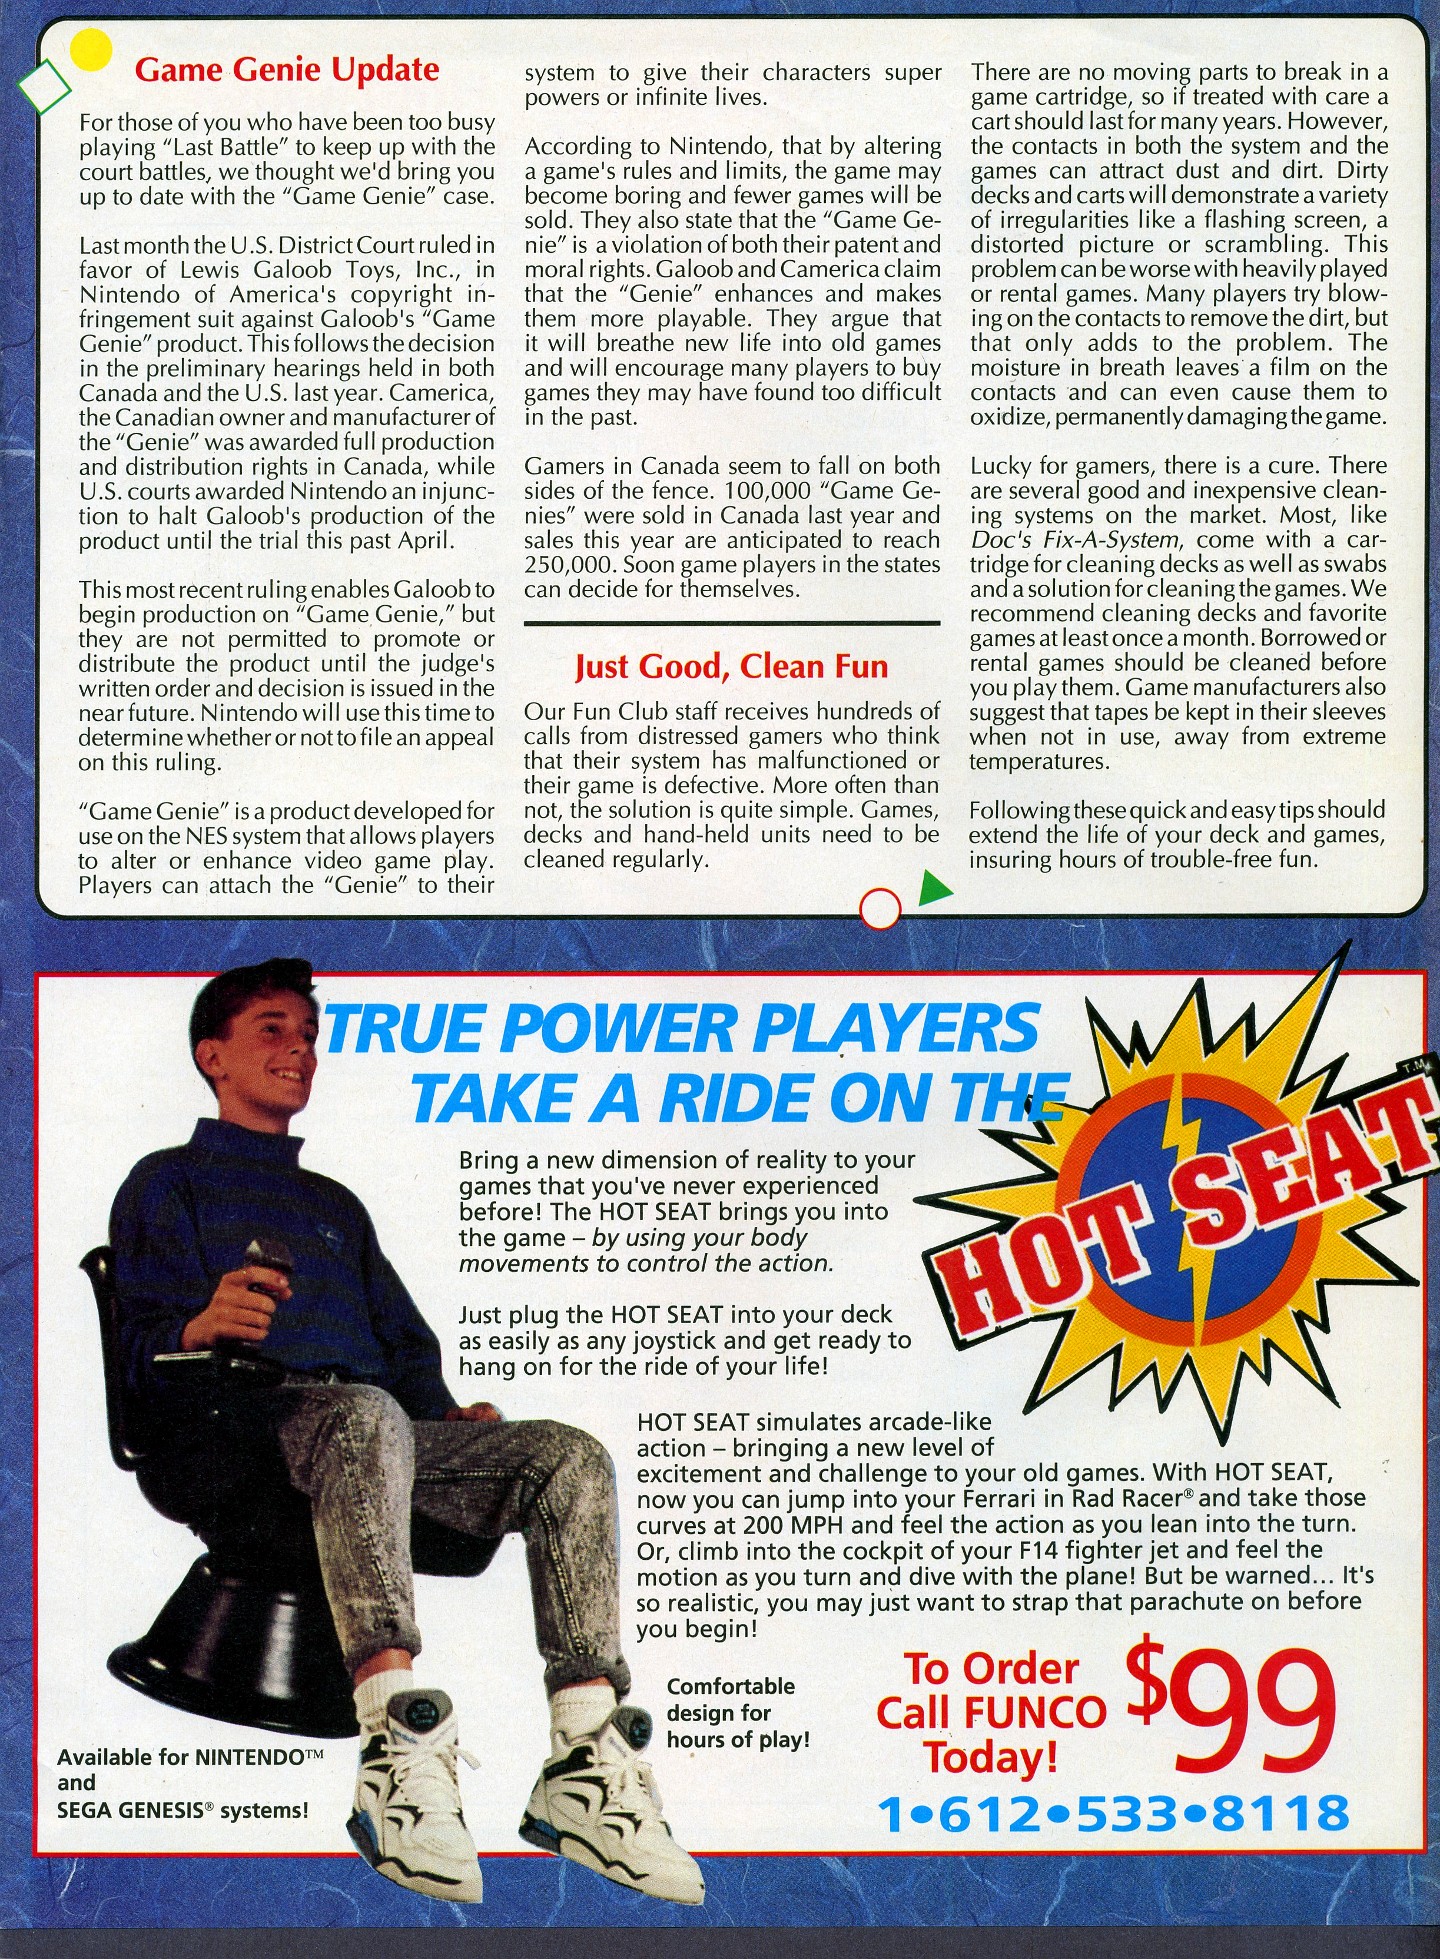 Game Genie Update
For those of you who have been too busy
playing “Last Battle” to keep up with the
court battles, we thought we'd bring you
up to date with the “Game Genie” case.
Last month the U.S. District Court ruled in
favor of Lewis Galoob Toys, Inc., in
Nintendo of America's copyright in-
fringement suit against Galoob's “Game
Genie” product. This follows the decision
in the preliminary hearings held in both
Canada and the U.S. last year. Camerica,
the Canadian owner and manufacturer of
the “Genie” was awarded full production
and distribution rights in Canada, while
U.S. courts awarded Nintendo an injunc-
tion to halt Galoob's production of the
product until the trial this past April.
This most recent ruling enables Galoob to
begin production on “Game Genie,” but
they are not permitted to promote or
distribute the product until the judge's
written order and decision is issued in the
near future. Nintendo will use this time to
determine whether or not to file an appeal
on this ruling.
“Game Genie” is a product developed for
use on the NES system that allows players
to alter or enhance video game play.
Players can attach the “Genie” to their
system to give their characters super
powers or infinite lives.
According to Nintendo, that by altering
a game's rules and limits, the game may
become boring and fewer games will be
sold. They also state that the “Game Ge-
nie” is a violation of both their patent and
moral rights. Galoob and Camerica claim
that the “Genie” enhances and makes
them more playable. They argue that
it will breathe new life into old games
and will encourage many players to buy
games they may have found too difficult
in the past.
Gamers in Canada seem to fall on both
sides of the fence. 100,000 “Game Ge-
nies” were sold in Canada last year and
sales this year are anticipated to reach
250,000. Soon game players in the states
can decide for themselves.
Just Good, Clean Fun
Our Fun Club staff receives hundreds of
calls from distressed gamers who think
that their system has malfunctioned or
their game is defective. More often than
not, the solution is quite simple. Games,
decks and hand-held units need to be
cleaned regularly.
There are no moving parts to break in a
game cartridge, so if treated with care a
cart should last for many years. However,
the contacts in both the system and the
games can attract dust and dirt. Dirty
decks and carts will demonstrate a variety
of irregularities like a flashing screen, a
distorted picture or scrambling. This
problem can be worse with heavily played
or rental games. Many players try blow-
ing on the contacts to remove the dirt, but
that only adds to the problem. The
moisture in breath leaves a film on the
contacts and can even cause them to
oxidize, permanently damaging the game.
Lucky for gamers, there is a cure. There
are several good and inexpensive clean-
ing systems on the market. Most, like
Doc's Fix-A-System, come with a car-
tridge for cleaning decks as well as swabs
and a solution for cleaning the games. We
recommend cleaning decks and favorite
games at least once a month. Borrowed or
rental games should be cleaned before
you play them. Game manufacturers also
suggest that tapes be kept in their sleeves
when not in use, away from extreme
temperatures.
Following these quick and easy tips should
extend the life of your deck and games,
insuring hours of trouble-free fun.
TRUE POWER PLAYERS
TAKE A RIDE ON THE
HOT SEAT T.M.
Bring a new dimension of reality to your
games that you've never experienced
before! The HOT SEAT brings you into
the game – by using your body
movements to control the action.
Just plug the HOT SEAT into your deck
as easily as any joystick and get ready to
hang on for the ride of your life!
HOT SEAT simulates arcade-like
action – bringing a new level of
excitement and challenge to your old games. With HOT SEAT,
now you can jump into your Ferrari in Rad Racer® and take those
curves at 200 MPH and feel the action as you lean into the turn.
Or, climb into the cockpit of your F14 fighter jet and feel the
motion as you turn and dive with the plane! But be warned... It's
so realistic, you may just want to strap that parachute on before
you begin!
Comfortable
design for
hours of play!
To Order
Call FUNCO
Today!
$99
1•612•533•8118
Available for NINTENDO™
and
SEGA GENESIS® systems!